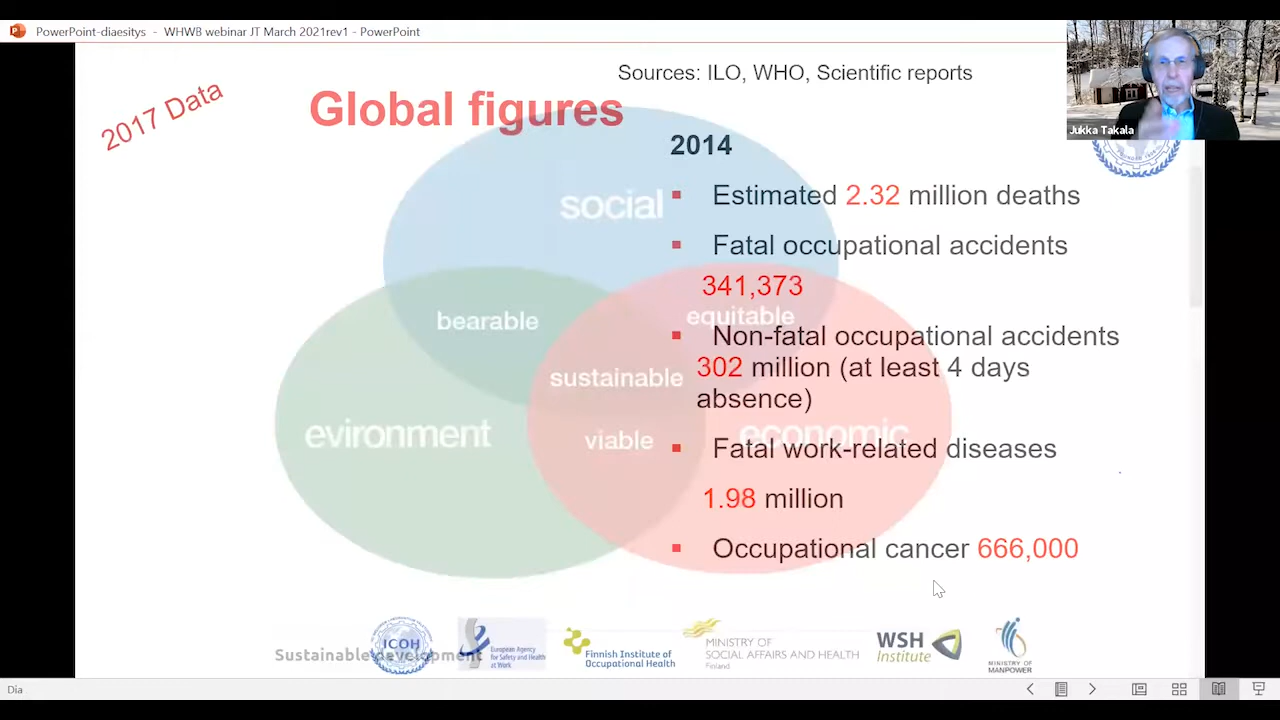 PowerPoint-diaesitys - WHWB webinar JT March 2021rev1 - PowerPoint
Sources: ILO, WHO, Scientific reports
2017 Data
Global figures
Jukka Takala
2014
▪ Estimated 2.32 million deaths
social
▪ Fatal occupational accidents
341,373
bearable
equitable
▪ Non-fatal occupational accidents
302 million (at least 4 days
absence)
sustainable
evironment
viable
economic
▪ Fatal work-related diseases
1.98 million
▪ Occupational cancer 666,000
Sustainable development
ICOH
European Agency
for Safety and Health
at Work
Finnish Institute of
Occupational Health
MINISTRY OF
SOCIAL AFFAIRS AND HEALTH
Finland
WSH
Institute
MINISTRY OF
MANPOWER
Dia